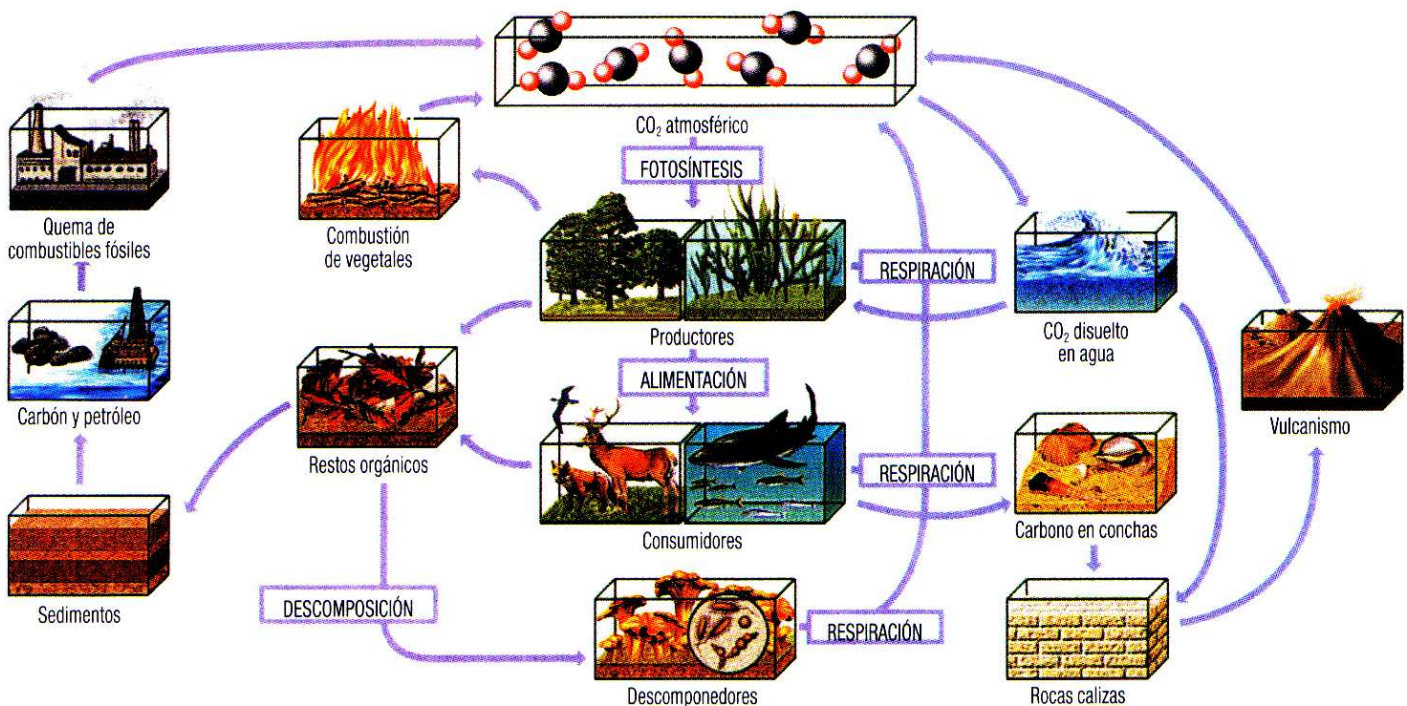 CO₂ atmosférico
FOTOSÍNTESIS
Quema de
combustibles fósiles
Combustión
de vegetales
RESPIRACIÓN
CO₂ disuelto
en agua
Productores
ALIMENTACIÓN
Carbón y petróleo
Vulcanismo
Restos orgánicos
RESPIRACIÓN
Consumidores
Carbono en conchas
Sedimentos
DESCOMPOSICIÓN
RESPIRACIÓN
Descomponedores
Rocas calizas